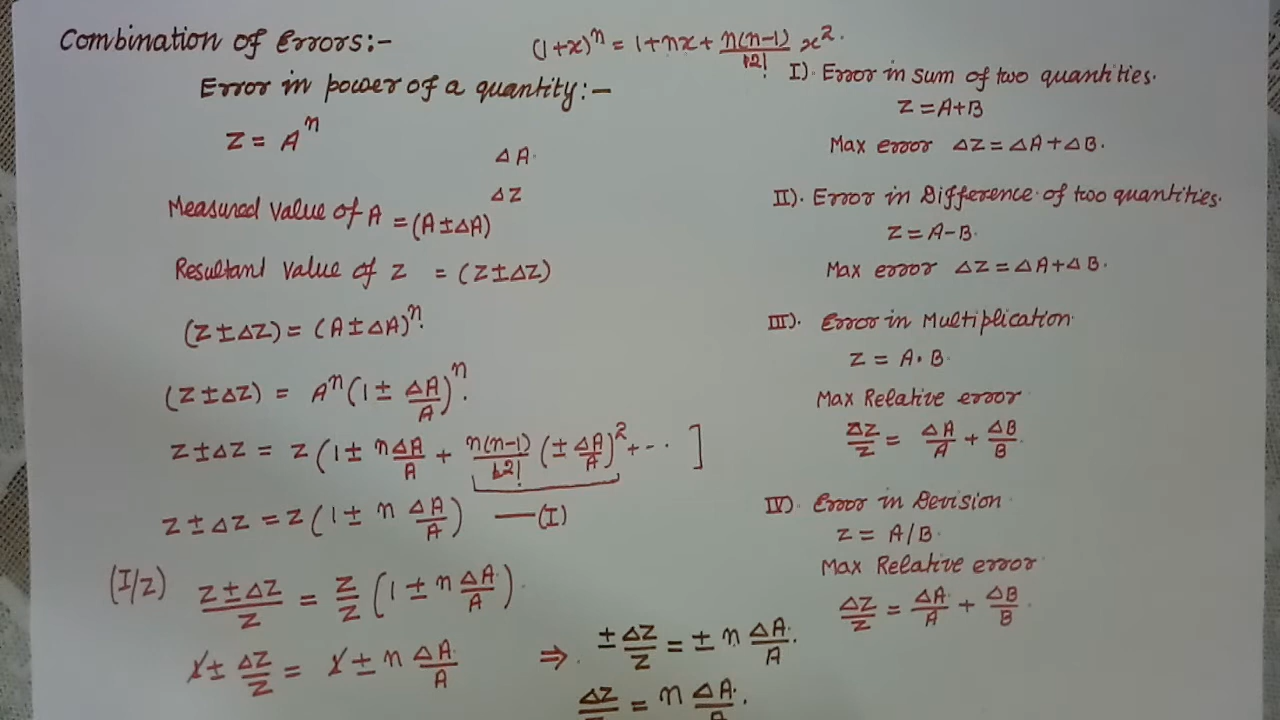 Combination of Errors:-
(1+x)ⁿ = 1+nx+ n(n-1)/2! x².
Error in power of a quantity:-
Z = Aⁿ
ΔA.
ΔZ
Measured value of A = (A±ΔA)
Resultant value of Z = (Z±ΔZ)
(Z±ΔZ) = (A±ΔA)ⁿ.
(Z±ΔZ) = Aⁿ(1± ΔA/A)ⁿ.
Z±ΔZ = Z(1± nΔA/A + n(n-1)/2! (±ΔA/A)²+-.. ]
Z±ΔZ = Z(1± n ΔA/A) —(I)
(I/Z) Z±ΔZ/Z = Z/Z (1±n ΔA/A).
1± ΔZ/Z = 1±n ΔA/A
⇒. ±ΔZ/Z = ±n ΔA/A.
ΔZ/Z = n ΔA/A.
I). Error in sum of two quantities.
Z = A+B
Max error ΔZ = ΔA+ΔB.
II). Error in Difference of two quantities.
Z = A-B.
Max error ΔZ = ΔA+ΔB.
III). Error in Multiplication.
Z = A.B.
Max Relative error
ΔZ/Z = ΔA/A + ΔB/B.
IV). Error in Devision
Z = A/B.
Max Relative error
ΔZ/Z = ΔA/A + ΔB/B.